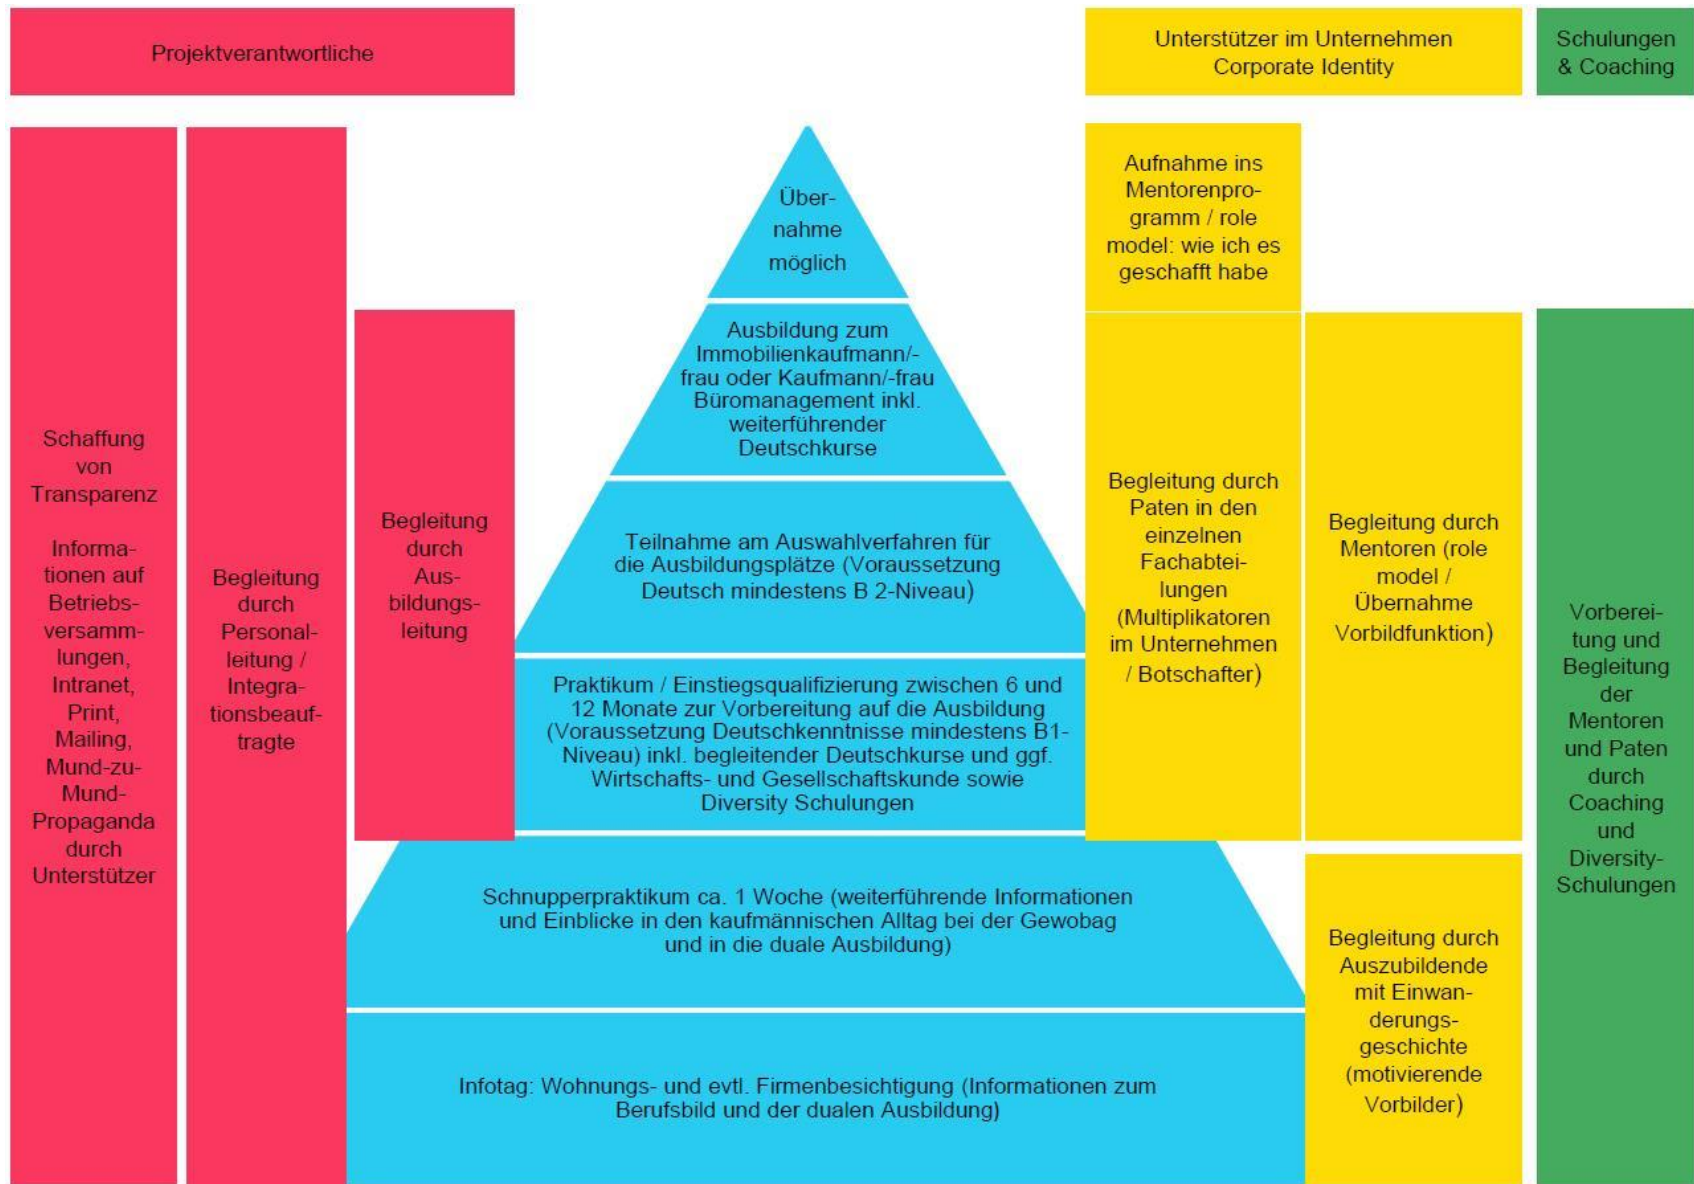 Projektverantwortliche
Unterstützer im Unternehmen
Corporate Identity
Schulungen
& Coaching
Schaffung
von
Transparenz
Informa-
tionen auf
Betriebs-
versamm-
lungen,
Intranet,
Print,
Mailing,
Mund-zu-
Mund-
Propaganda
durch
Unterstützer
Begleitung
durch
Personal-
leitung /
Integra-
tionsbeauf-
tragte
Begleitung
durch
Aus-
bildungs-
leitung
Über-
nahme
möglich
Ausbildung zum
Immobilienkaufmann/-
frau oder Kaufmann/-frau
Büromanagement inkl.
weiterführender
Deutschkurse
Teilnahme am Auswahlverfahren für
die Ausbildungsplätze (Voraussetzung
Deutsch mindestens B 2-Niveau)
Praktikum / Einstiegsqualifizierung zwischen 6 und
12 Monate zur Vorbereitung auf die Ausbildung
(Voraussetzung Deutschkenntnisse mindestens B1-
Niveau) inkl. begleitender Deutschkurse und ggf.
Wirtschafts- und Gesellschaftskunde sowie
Diversity Schulungen
Schnupperpraktikum ca. 1 Woche (weiterführende Informationen
und Einblicke in den kaufmännischen Alltag bei der Gewobag
und in die duale Ausbildung)
Infotag: Wohnungs- und evtl. Firmenbesichtigung (Informationen zum
Berufsbild und der dualen Ausbildung)
Aufnahme ins
Mentorenpro-
gramm / role
model: wie ich es
geschafft habe
Begleitung durch
Paten in den
einzelnen
Fachabtei-
lungen
(Multiplikatoren
im Unternehmen
/ Botschafter)
Begleitung durch
Mentoren (role
model /
Übernahme
Vorbildfunktion)
Begleitung durch
Auszubildende
mit Einwan-
derungs-
geschichte
(motivierende
Vorbilder)
Vorberei-
tung und
Begleitung
der
Mentoren
und Paten
durch
Coaching
und
Diversity-
Schulungen